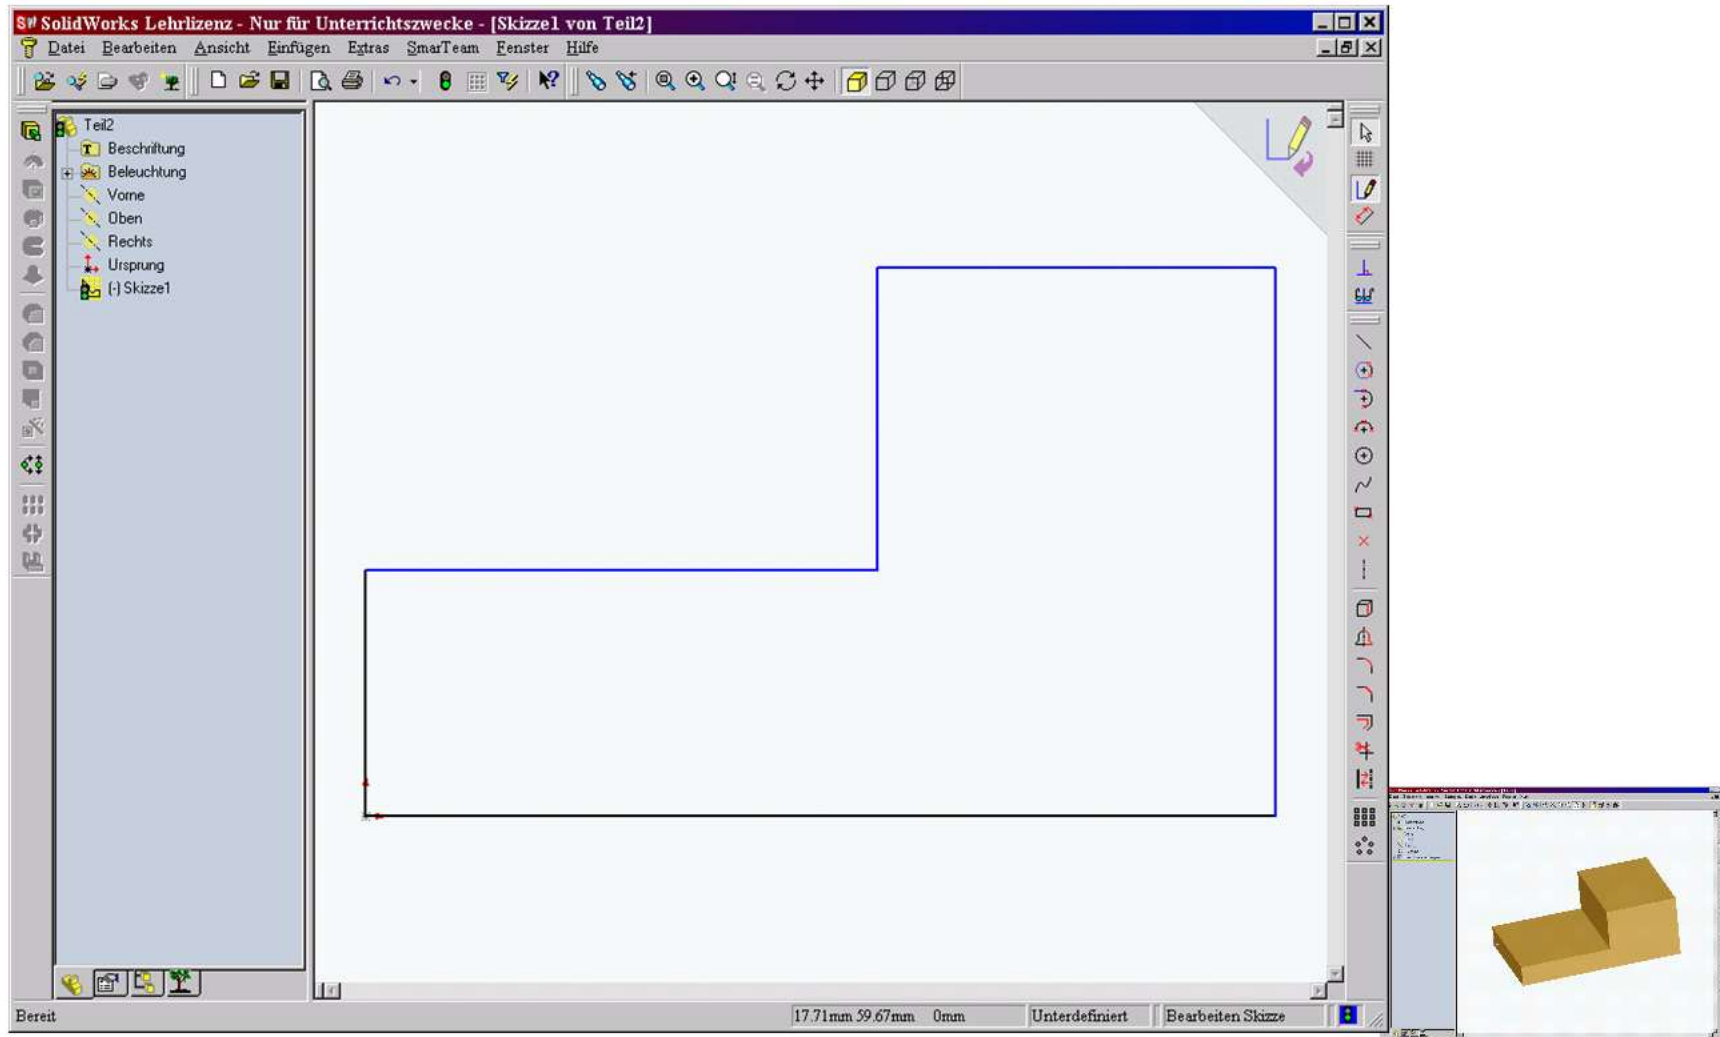 SolidWorks Lehrlizenz - Nur für Unterrichtszwecke - [Skizze1 von Teil2]
Datei Bearbeiten Ansicht Einfügen Extras SmarTeam Fenster Hilfe
Teil2
Beschriftung
Beleuchtung
Vorne
Oben
Rechts
Ursprung
(-) Skizze1
Bereit 17.71mm 59.67mm 0mm Unterdefiniert Bearbeiten Skizze